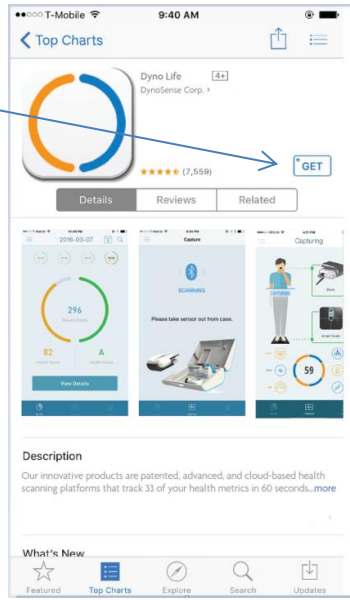 T-Mobile 9:40 AM
Top Charts
Dyno Life 4+
DynoSense Corp. >
(7,559)
+GET
Details Reviews Related
2016-03-07
296
82 A
View Details
Capture
SCANNING
Please take sensor out from case.
Capturing
CAPTURING
59
Description
Our innovative products are patented, advanced, and cloud-based health
scanning platforms that track 33 of your health metrics in 60 seconds...more
What's New
Featured Top Charts Explore Search Updates